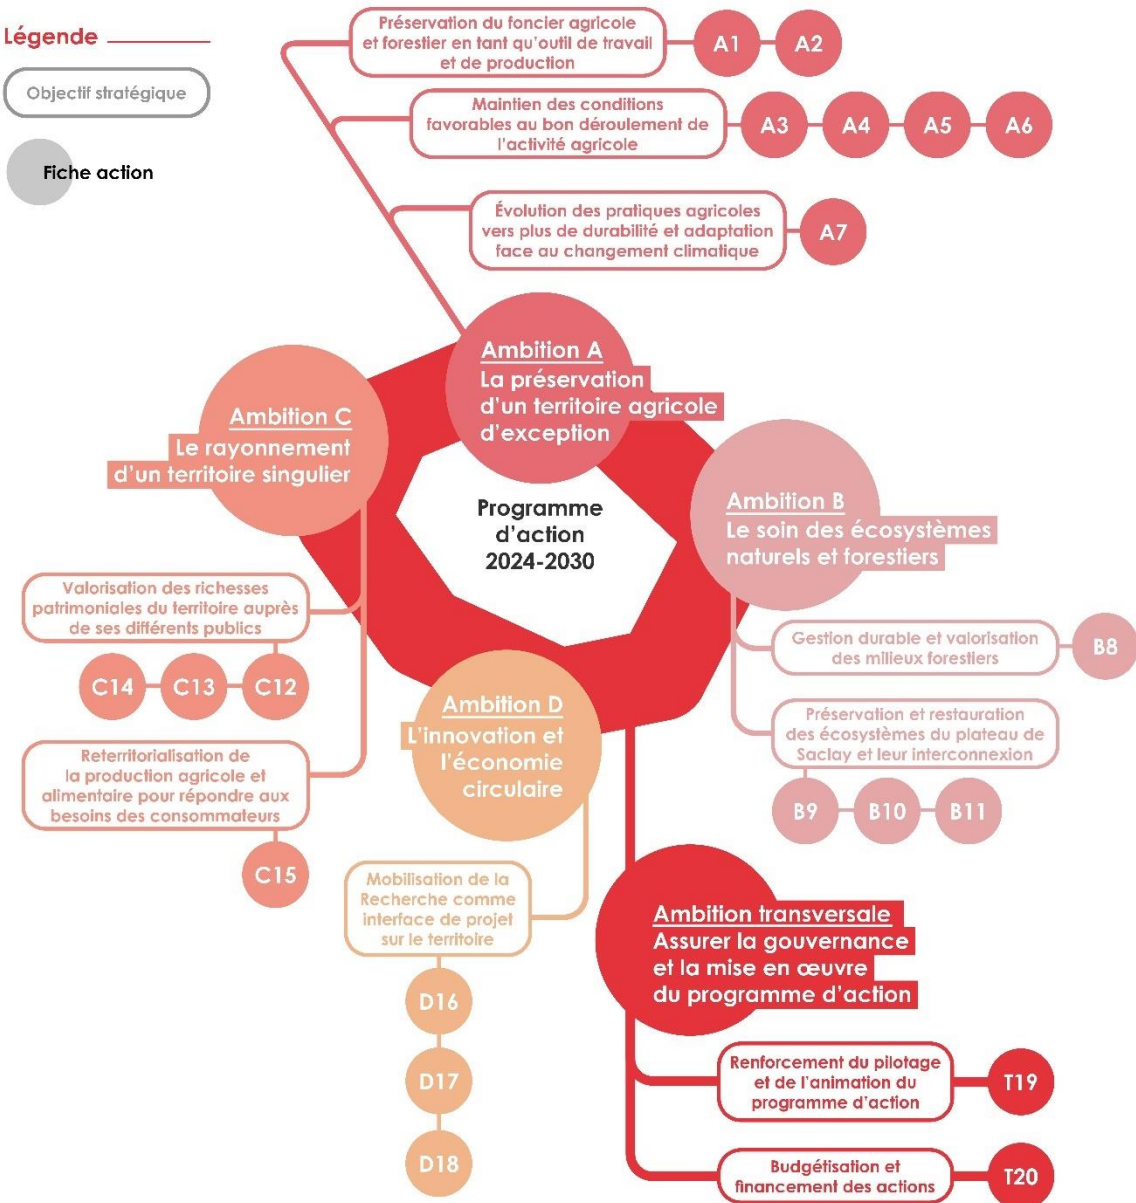 Légende
Objectif stratégique
Fiche action
Préservation du foncier agricole
et forestier en tant qu'outil de travail
et de production
A1
A2
Maintien des conditions
favorables au bon déroulement de
l'activité agricole
A3
A4
A5
A6
Évolution des pratiques agricoles
vers plus de durabilité et adaptation
face au changement climatique
A7
Ambition A
La préservation
d'un territoire agricole
d'exception
Ambition C
Le rayonnement
d'un territoire singulier
Programme
d'action
2024-2030
Ambition B
Le soin des écosystèmes
naturels et forestiers
Valorisation des richesses
patrimoniales du territoire auprès
de ses différents publics
C14
C13
C12
Gestion durable et valorisation
des milieux forestiers
B8
Préservation et restauration
des écosystèmes du plateau de
Saclay et leur interconnexion
B9
B10
B11
Reterritorialisation de
la production agricole et
alimentaire pour répondre aux
besoins des consommateurs
C15
Ambition D
L'innovation et
l'économie
circulaire
Mobilisation de la
Recherche comme
interface de projet
sur le territoire
D16
D17
D18
Ambition transversale
Assurer la gouvernance
et la mise en œuvre
du programme d'action
Renforcement du pilotage
et de l'animation du
programme d'action
T19
Budgétisation et
financement des actions
T20